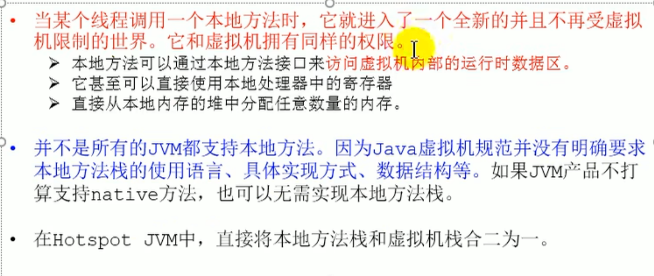 • 当某个线程调用一个本地方法时，它就进入了一个全新的并且不再受虚拟
机限制的世界。它和虚拟机拥有同样的权限。
➢ 本地方法可以通过本地方法接口来访问虚拟机内部的运行时数据区。
➢ 它甚至可以直接使用本地处理器中的寄存器
➢ 直接从本地内存的堆中分配任意数量的内存。
• 并不是所有的JVM都支持本地方法。因为Java虚拟机规范并没有明确要求
本地方法栈的使用语言、具体实现方式、数据结构等。如果JVM产品不打
算支持native方法，也可以无需实现本地方法栈。
• 在Hotspot JVM中，直接将本地方法栈和虚拟机栈合二为一。